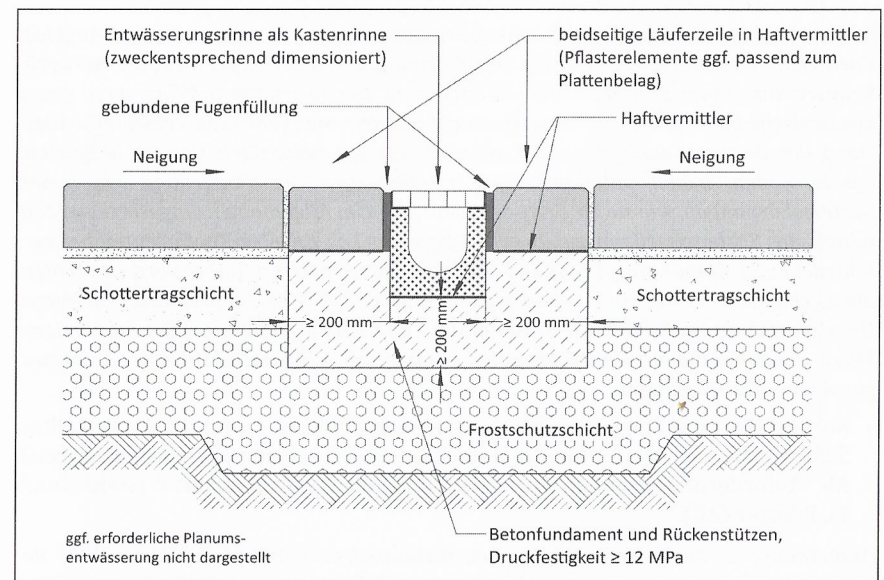 Entwässerungsrinne als Kastenrinne
(zweckentsprechend dimensioniert)
beidseitige Läuferzeile in Haftvermittler
(Pflasterelemente ggf. passend zum
Plattenbelag)
gebundene Fugenfüllung
Haftvermittler
Neigung
Neigung
Schottertragschicht
Schottertragschicht
≥ 200 mm
≥ 200 mm
≥ 200 mm
Frostschutzschicht
ggf. erforderliche Planums-
entwässerung nicht dargestellt
Betonfundament und Rückenstützen,
Druckfestigkeit ≥ 12 MPa